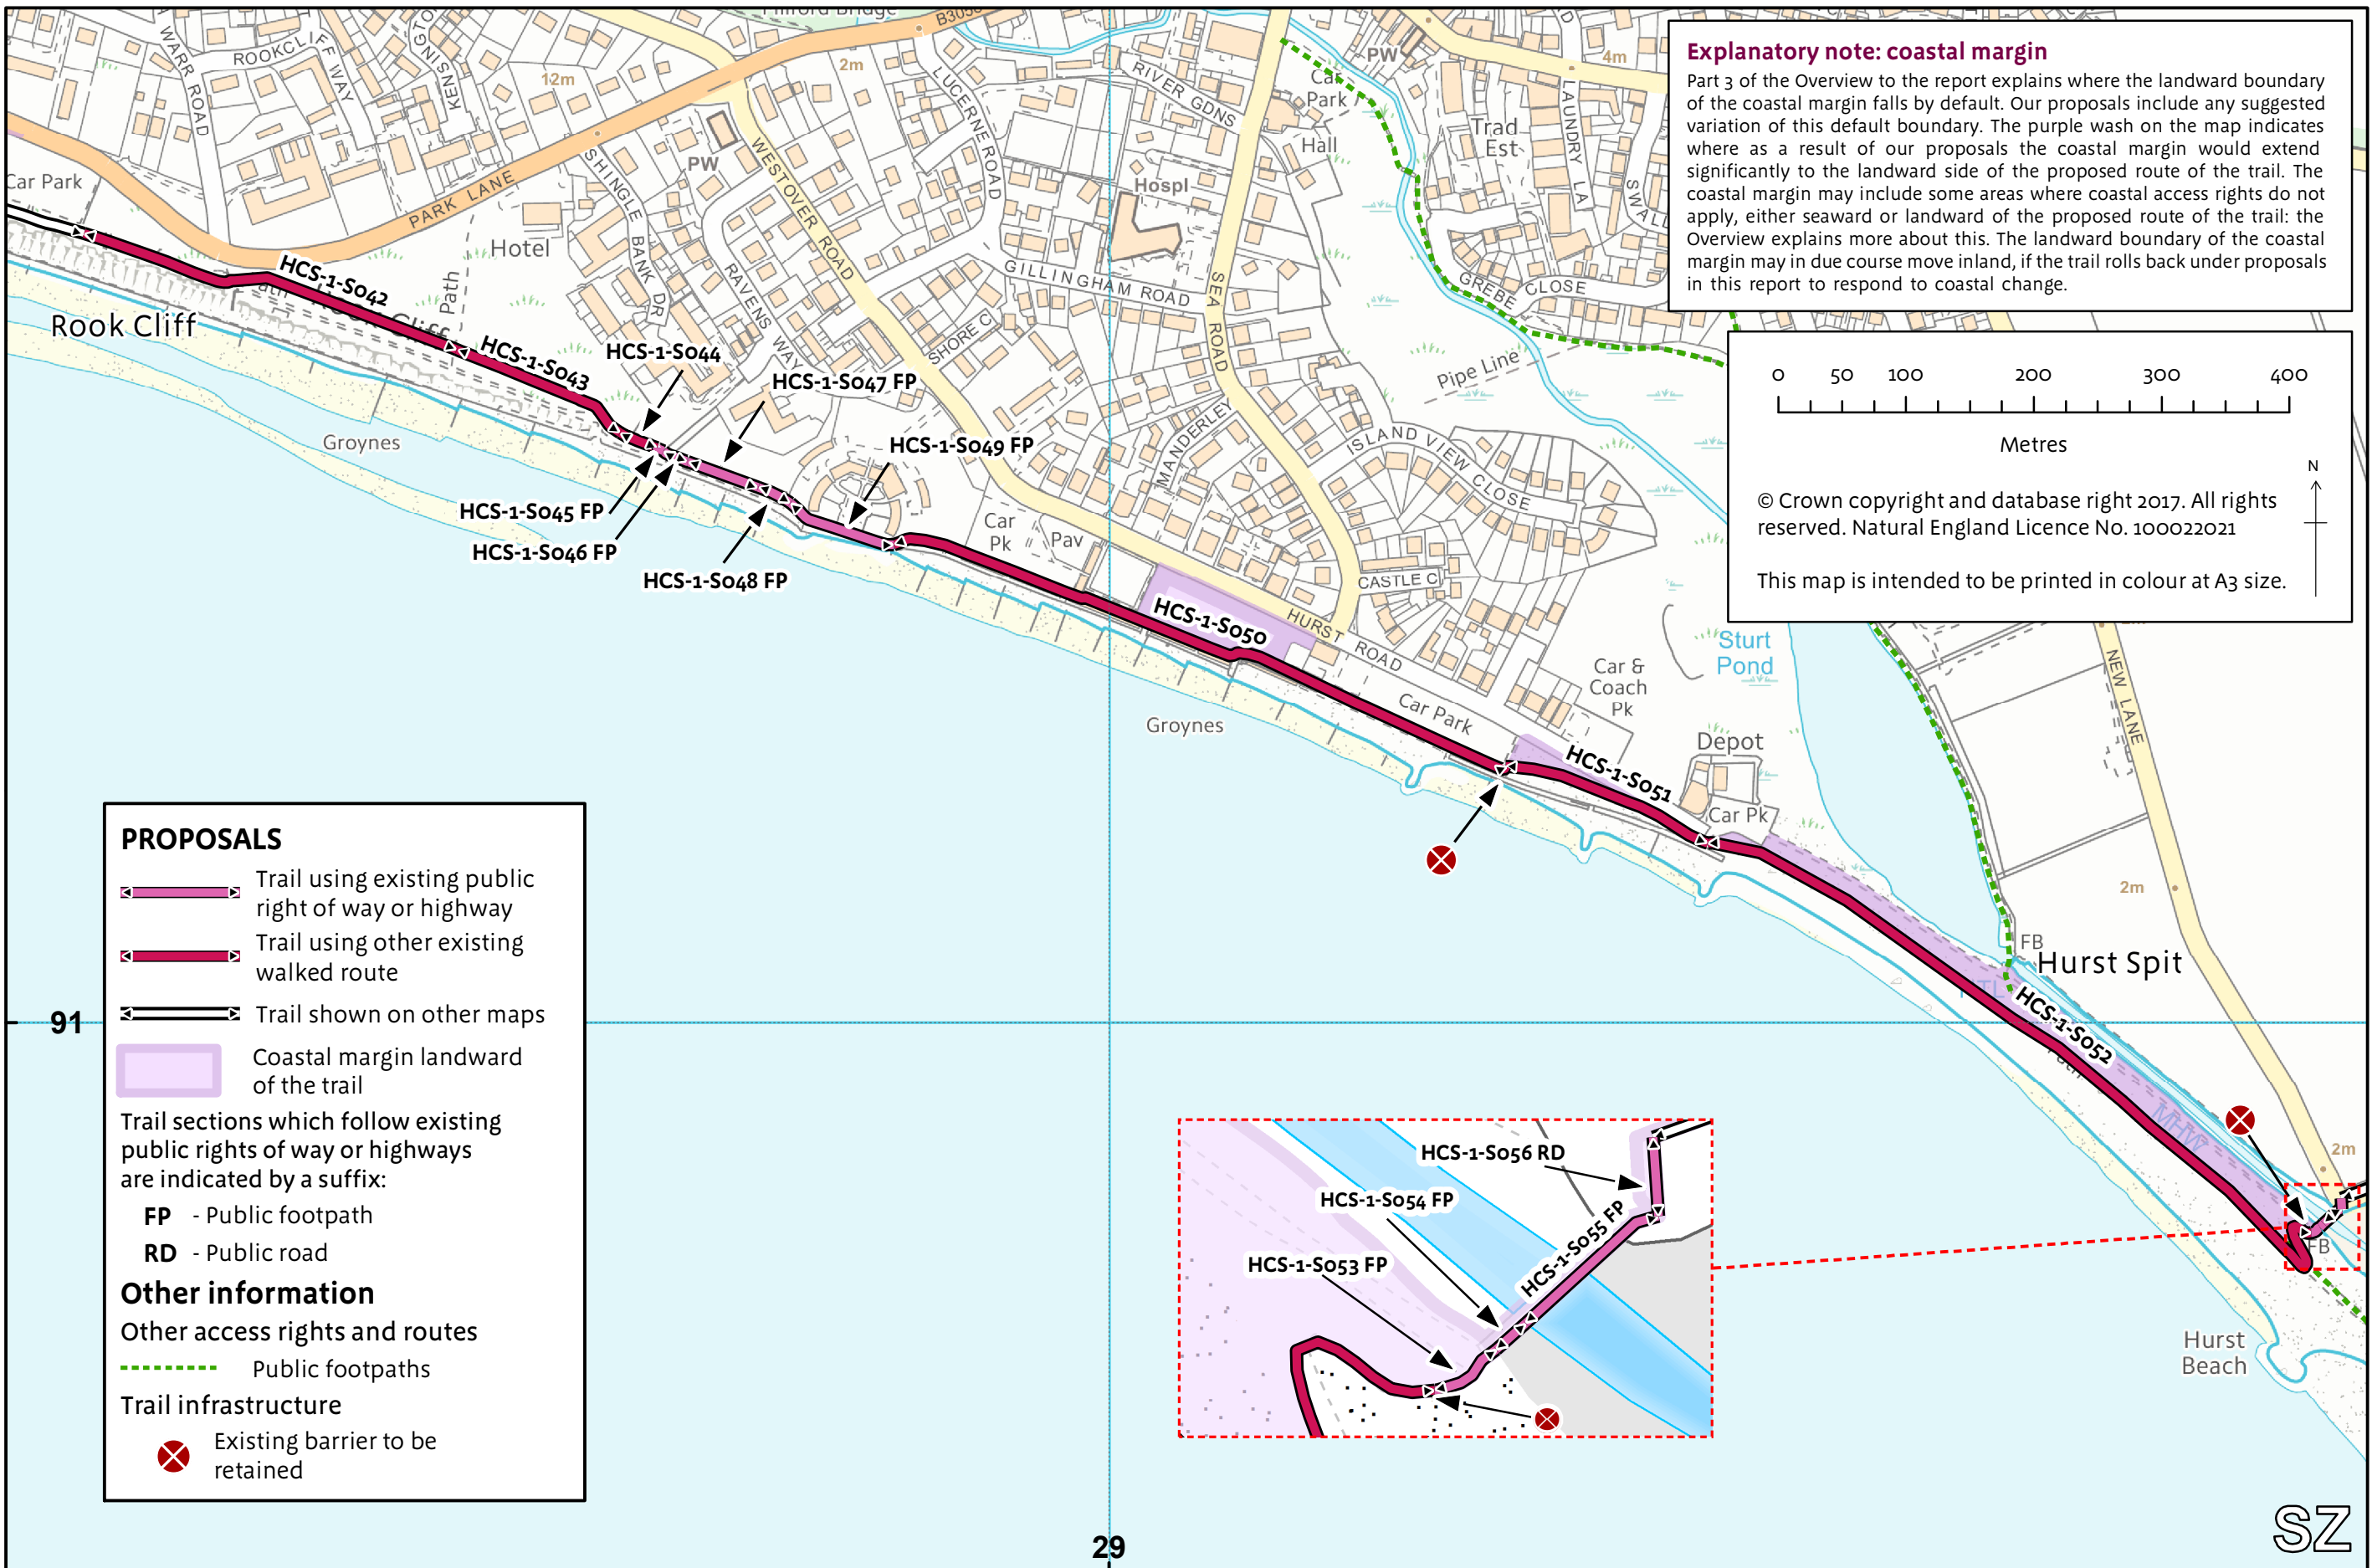 Milford Bridge
B3058
WARR ROAD
ROOKCLIFF WAY
12m
2m
LUCERNE ROAD
RIVER GDNS
PW
Car
Park
Hall
Trad
Est
LAUNDRY LA
4m
Explanatory note: coastal margin
Part 3 of the Overview to the report explains where the landward boundary
of the coastal margin falls by default. Our proposals include any suggested
variation of this default boundary. The purple wash on the map indicates
where as a result of our proposals the coastal margin would extend
significantly to the landward side of the proposed route of the trail. The
coastal margin may include some areas where coastal access rights do not
apply, either seaward or landward of the proposed route of the trail: the
Overview explains more about this. The landward boundary of the coastal
margin may in due course move inland, if the trail rolls back under proposals
in this report to respond to coastal change.
Car Park
PARK LANE
SHINGLE BANK DR
PW
WESTOVER ROAD
Hospl
Hotel
Path
RAVENS WAY
GILLINGHAM ROAD
SEA ROAD
GREBE CLOSE
HCS-1-S042
Rook Cliff
HCS-1-S043
HCS-1-S044
HCS-1-S047 FP
SHORE C
Pipe Line
0 50 100 200 300 400
Metres
N
© Crown copyright and database right 2017. All rights
reserved. Natural England Licence No. 100022021
This map is intended to be printed in colour at A3 size.
Groynes
HCS-1-S049 FP
MANDERLEY
ISLAND VIEW CLOSE
HCS-1-S045 FP
HCS-1-S046 FP
HCS-1-S048 FP
Car
Pk
Pav
CASTLE C
HCS-1-S050
HURST ROAD
Sturt
Pond
Car &
Coach
Pk
NEW LANE
Groynes
Car Park
Depot
HCS-1-S051
Car Pk
2m
FB
Hurst Spit
HCS-1-S052
Path
MHW
2m
FB
Hurst
Beach
91
PROPOSALS
Trail using existing public
right of way or highway
Trail using other existing
walked route
Trail shown on other maps
Coastal margin landward
of the trail
Trail sections which follow existing
public rights of way or highways
are indicated by a suffix:
FP - Public footpath
RD - Public road
Other information
Other access rights and routes
Public footpaths
Trail infrastructure
Existing barrier to be
retained
HCS-1-S056 RD
HCS-1-S054 FP
HCS-1-S055 FP
HCS-1-S053 FP
29
SZ